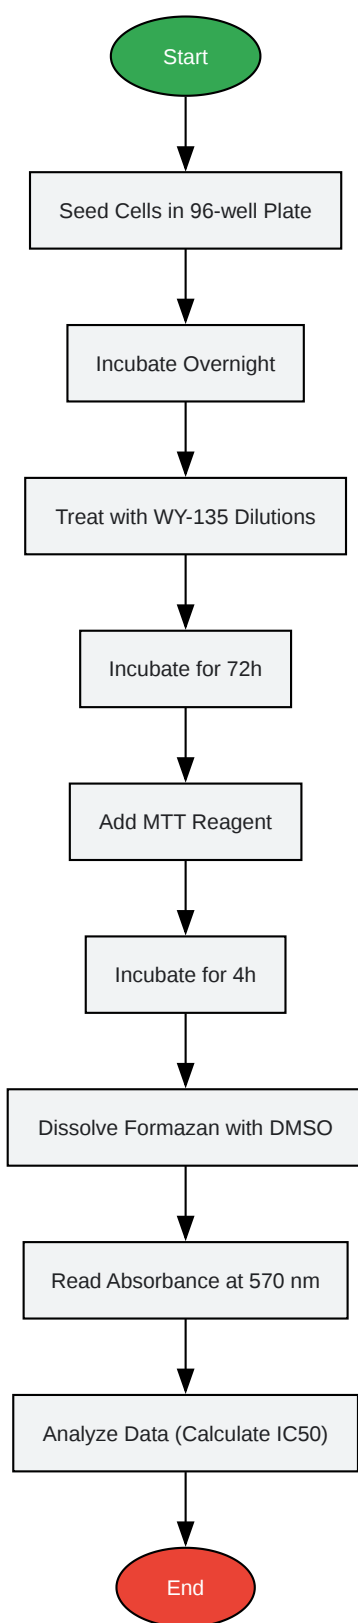 Start
Seed Cells in 96-well Plate
Incubate Overnight
Treat with WY-135 Dilutions
Incubate for 72h
Add MTT Reagent
Incubate for 4h
Dissolve Formazan with DMSO
Read Absorbance at 570 nm
Analyze Data (Calculate IC50)
End